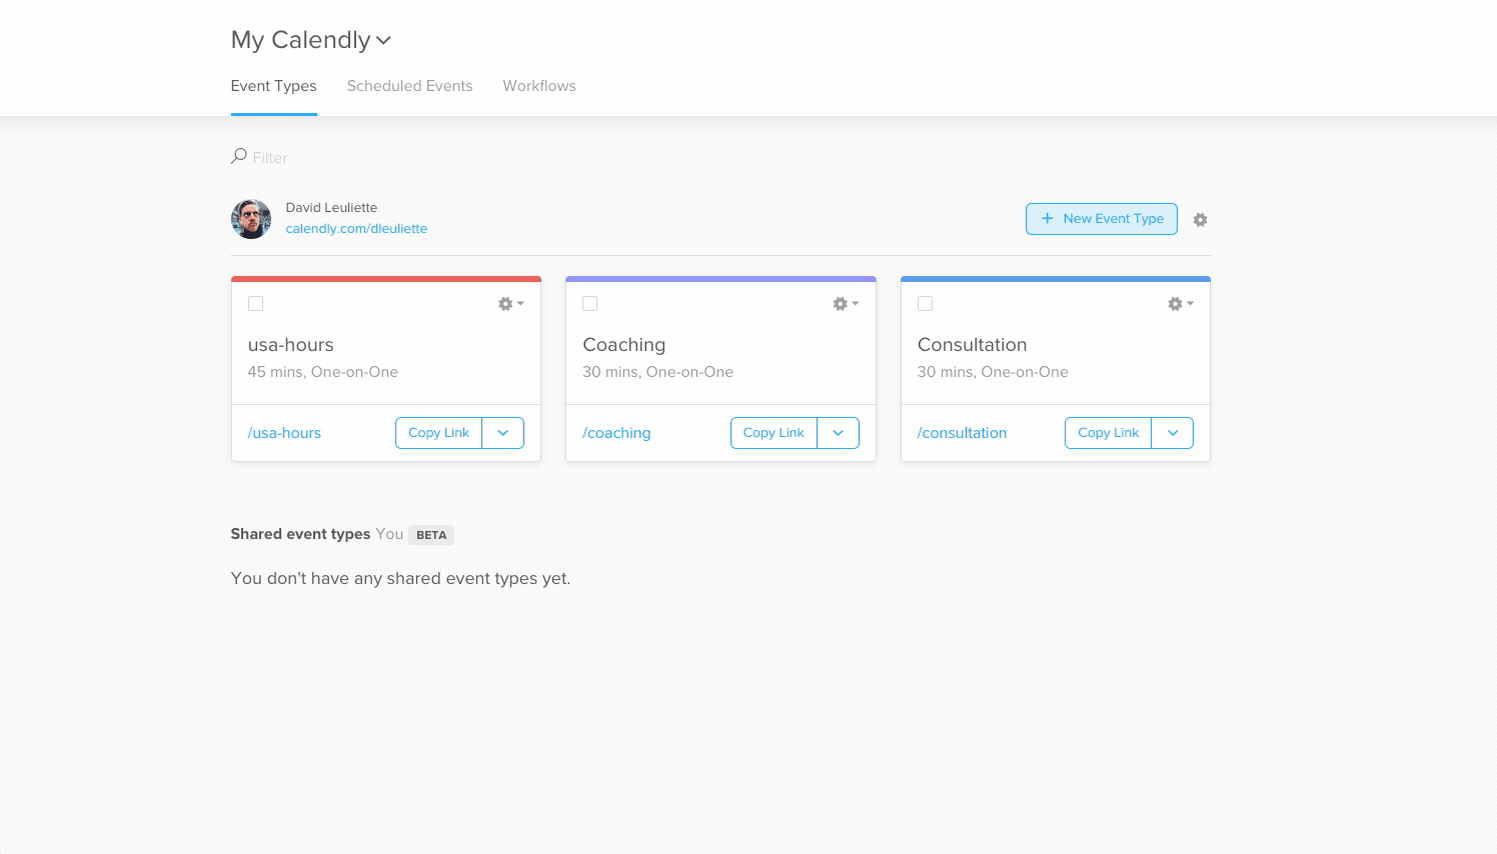 My Calendly
Event Types Scheduled Events Workflows
Filter
David Leuliette
calendly.com/dleuliette
+ New Event Type
usa-hours
45 mins, One-on-One
/usa-hours Copy Link
Coaching
30 mins, One-on-One
/coaching Copy Link
Consultation
30 mins, One-on-One
/consultation Copy Link
Shared event types You BETA
You don't have any shared event types yet.